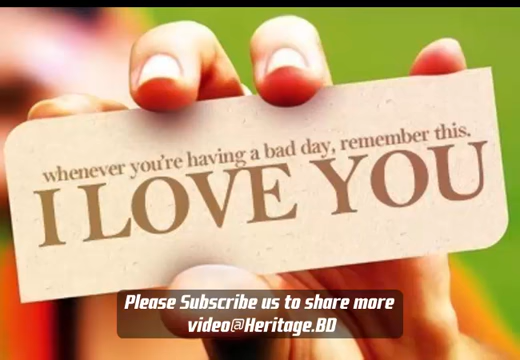 whenever you're having a bad day, remember this.
I LOVE YOU
Please Subscribe us to share more
video@Heritage.BD